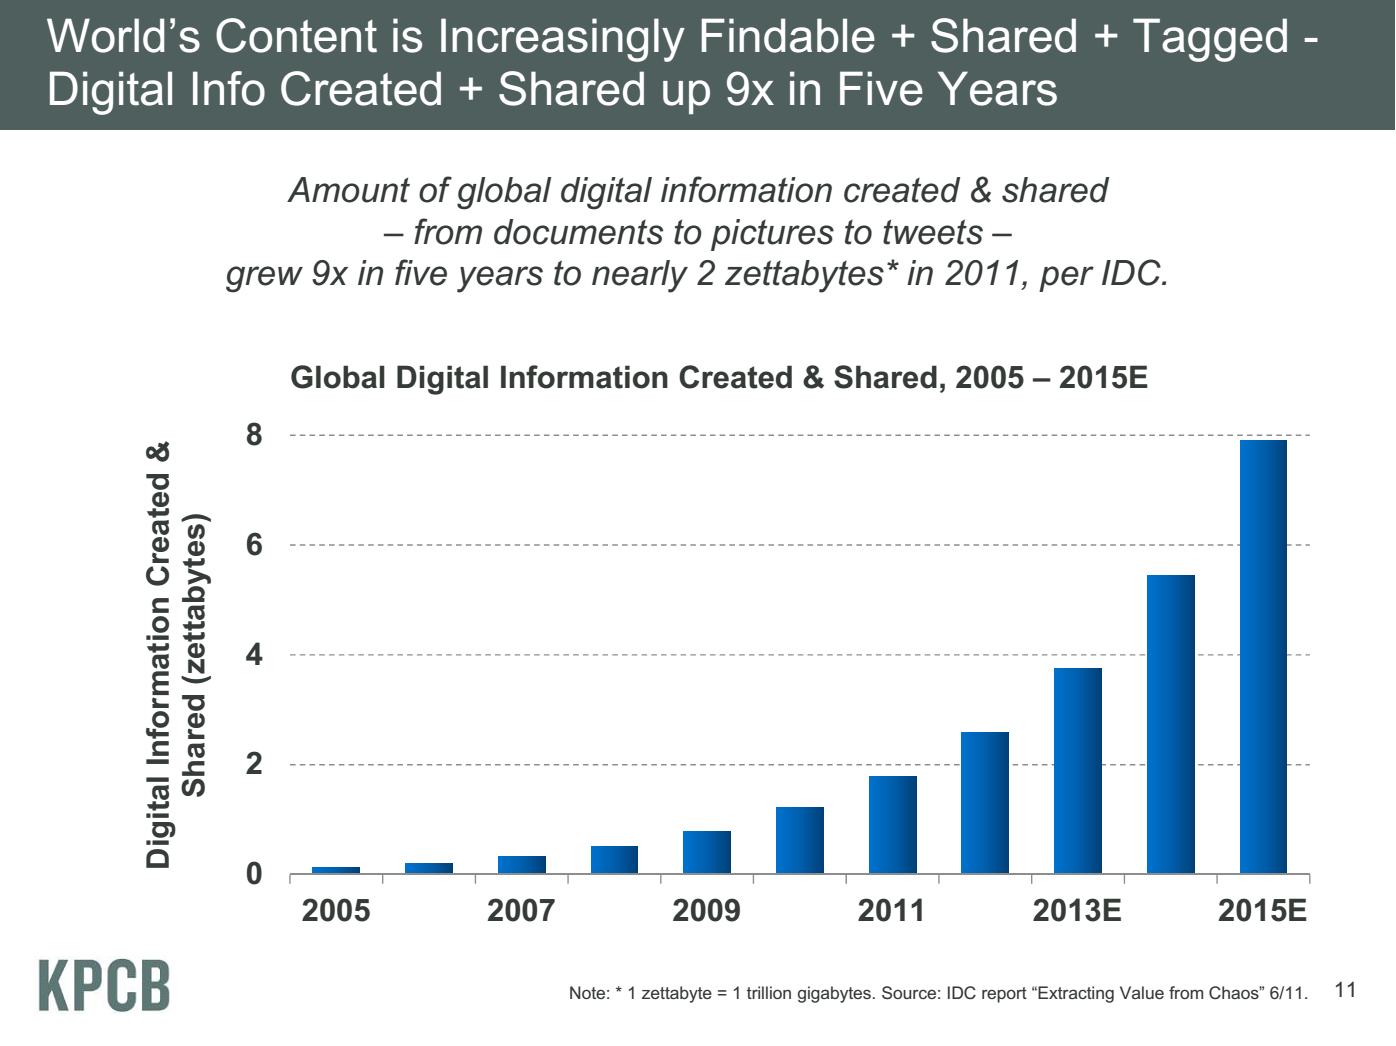 World’s Content is Increasingly Findable + Shared + Tagged -
Digital Info Created + Shared up 9x in Five Years
Amount of global digital information created & shared
– from documents to pictures to tweets –
grew 9x in five years to nearly 2 zettabytes* in 2011, per IDC.
Global Digital Information Created & Shared, 2005 – 2015E
Digital Information Created &
Shared (zettabytes)
8
6
4
2
0
2005 2007 2009 2011 2013E 2015E
KPCB
Note: * 1 zettabyte = 1 trillion gigabytes. Source: IDC report “Extracting Value from Chaos” 6/11.
11